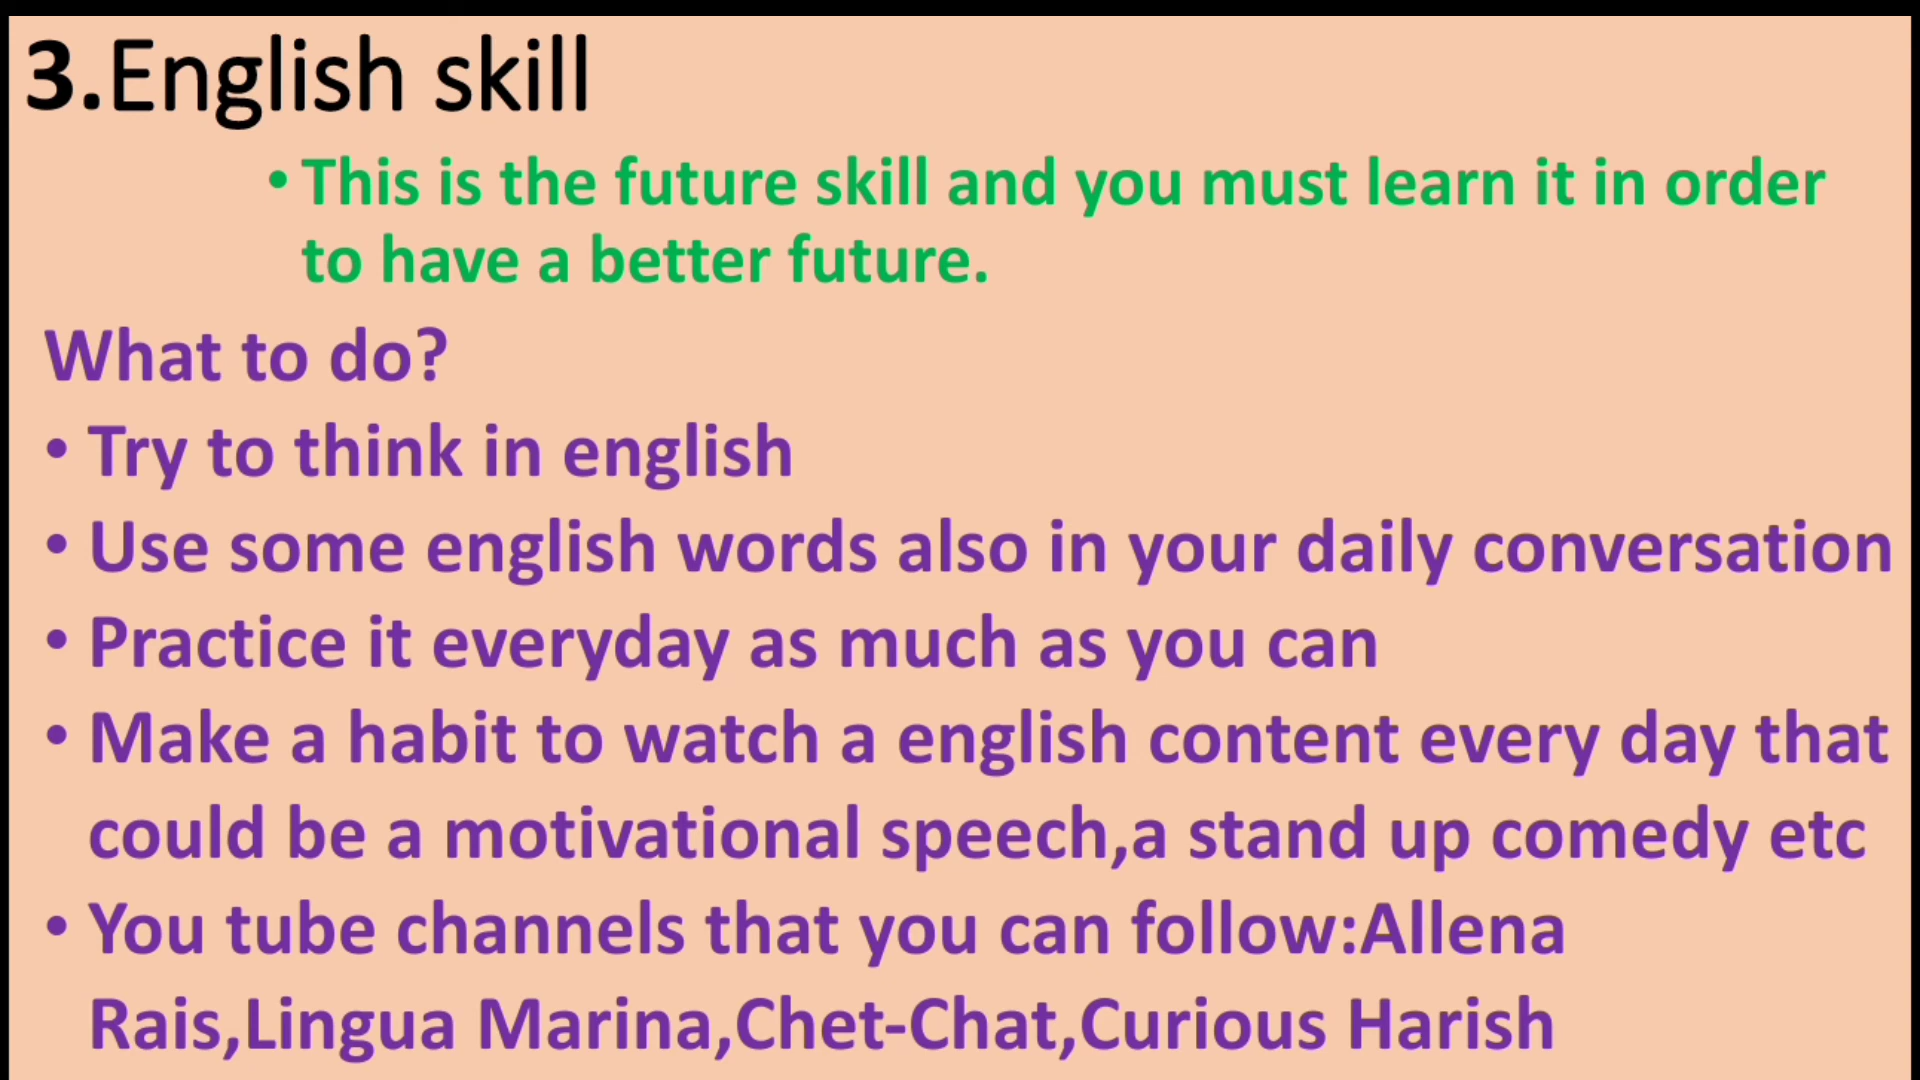 3.English skill
• This is the future skill and you must learn it in order
to have a better future.
What to do?
• Try to think in english
• Use some english words also in your daily conversation
• Practice it everyday as much as you can
• Make a habit to watch a english content every day that
could be a motivational speech,a stand up comedy etc
• You tube channels that you can follow:Allena
Rais,Lingua Marina,Chet-Chat,Curious Harish